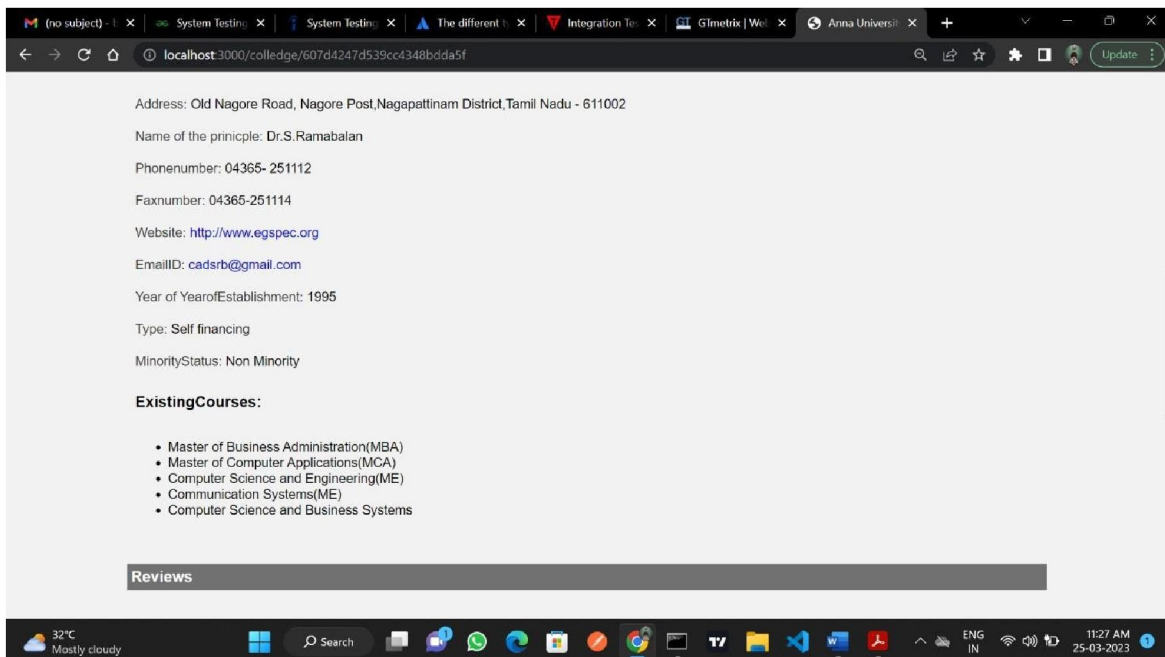 (no subject) -
System Testing
System Testing
The different t
Integration Tes
GTmetrix | Web
Anna Universit
localhost:3000/colledge/607d4247d539cc4348bdda5f
Update
Address: Old Nagore Road, Nagore Post,Nagapattinam District,Tamil Nadu - 611002
Name of the prinicple: Dr.S.Ramabalan
Phonenumber: 04365- 251112
Faxnumber: 04365-251114
Website: http://www.egspec.org
EmailID: cadsrb@gmail.com
Year of YearofEstablishment: 1995
Type: Self financing
MinorityStatus: Non Minority
ExistingCourses:
• Master of Business Administration(MBA)
• Master of Computer Applications(MCA)
• Computer Science and Engineering(ME)
• Communication Systems(ME)
• Computer Science and Business Systems
Reviews
32°C
Mostly cloudy
Search
ENG
IN
11:27 AM
25-03-2023
1